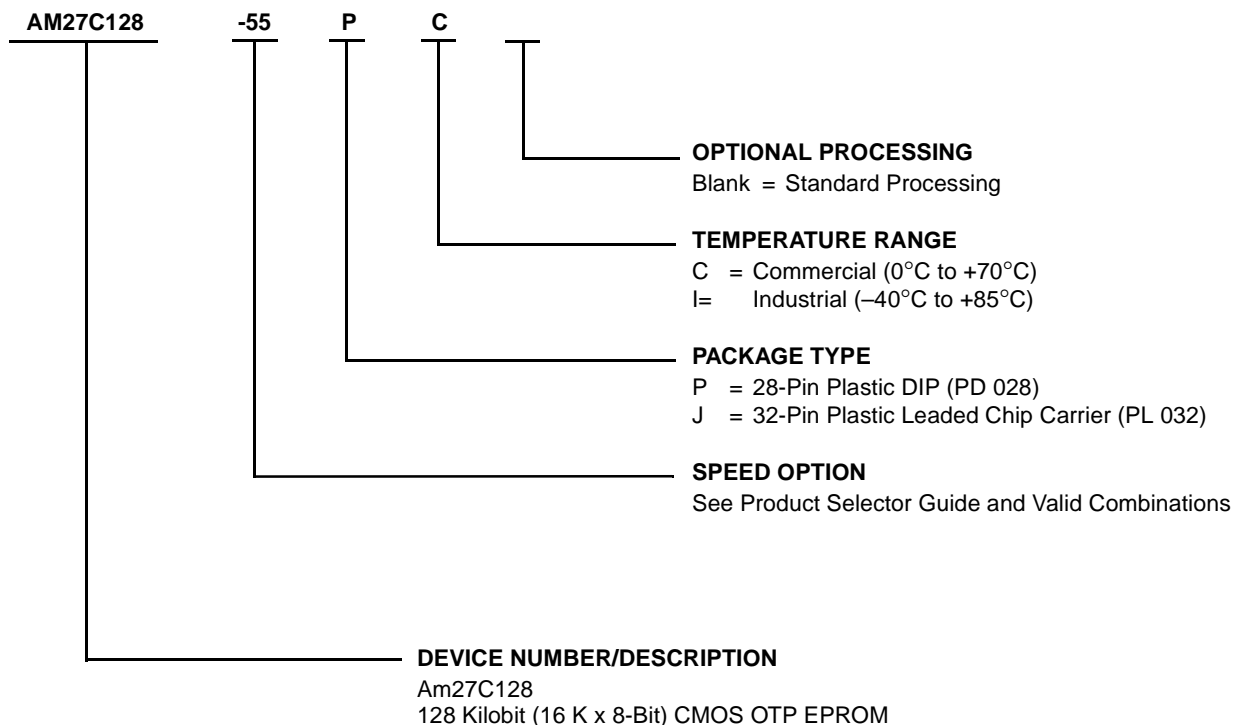 AM27C128 -55 P C
OPTIONAL PROCESSING
Blank = Standard Processing
TEMPERATURE RANGE
C = Commercial (0°C to +70°C)
I= Industrial (–40°C to +85°C)
PACKAGE TYPE
P = 28-Pin Plastic DIP (PD 028)
J = 32-Pin Plastic Leaded Chip Carrier (PL 032)
SPEED OPTION
See Product Selector Guide and Valid Combinations
DEVICE NUMBER/DESCRIPTION
Am27C128
128 Kilobit (16 K x 8-Bit) CMOS OTP EPROM